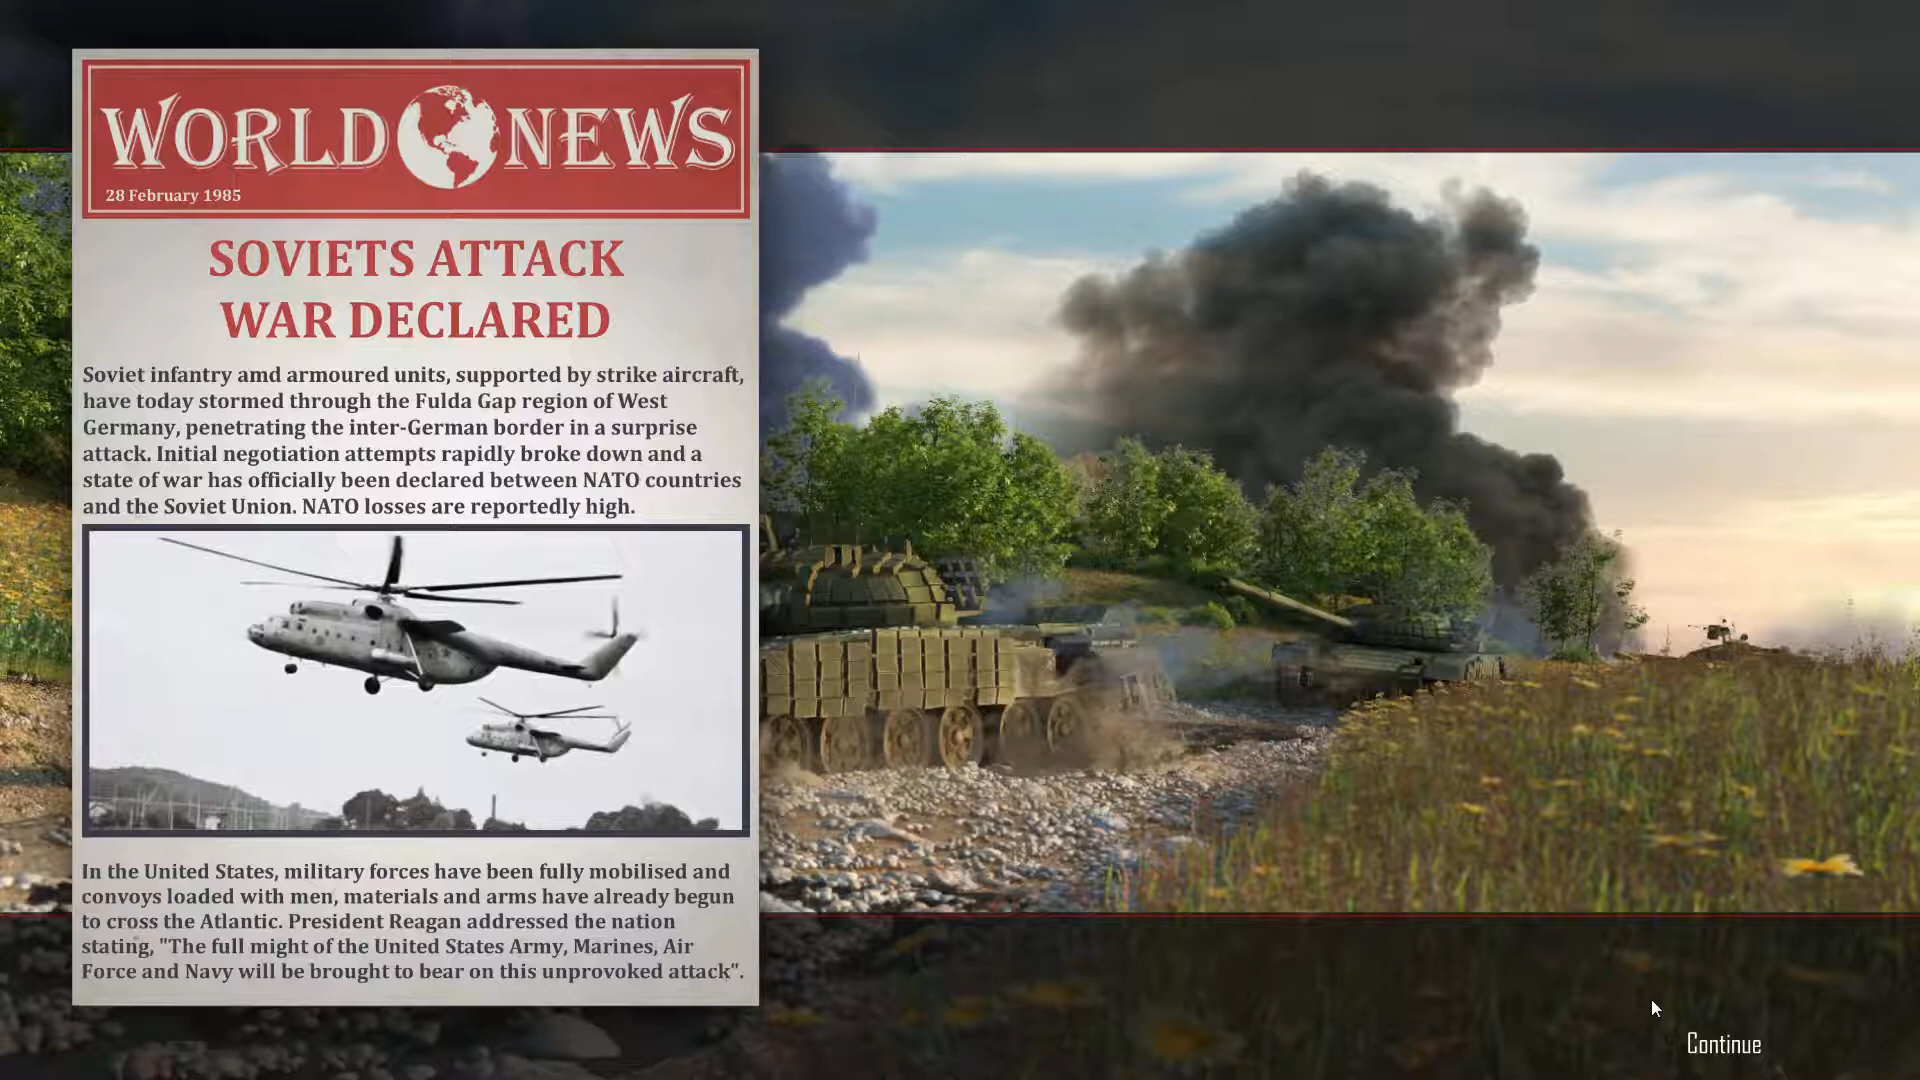 WORLD NEWS
28 February 1985
SOVIETS ATTACK
WAR DECLARED
Soviet infantry amd armoured units, supported by strike aircraft,
have today stormed through the Fulda Gap region of West
Germany, penetrating the inter-German border in a surprise
attack. Initial negotiation attempts rapidly broke down and a
state of war has officially been declared between NATO countries
and the Soviet Union. NATO losses are reportedly high.
In the United States, military forces have been fully mobilised and
convoys loaded with men, materials and arms have already begun
to cross the Atlantic. President Reagan addressed the nation
stating, "The full might of the United States Army, Marines, Air
Force and Navy will be brought to bear on this unprovoked attack".
Continue